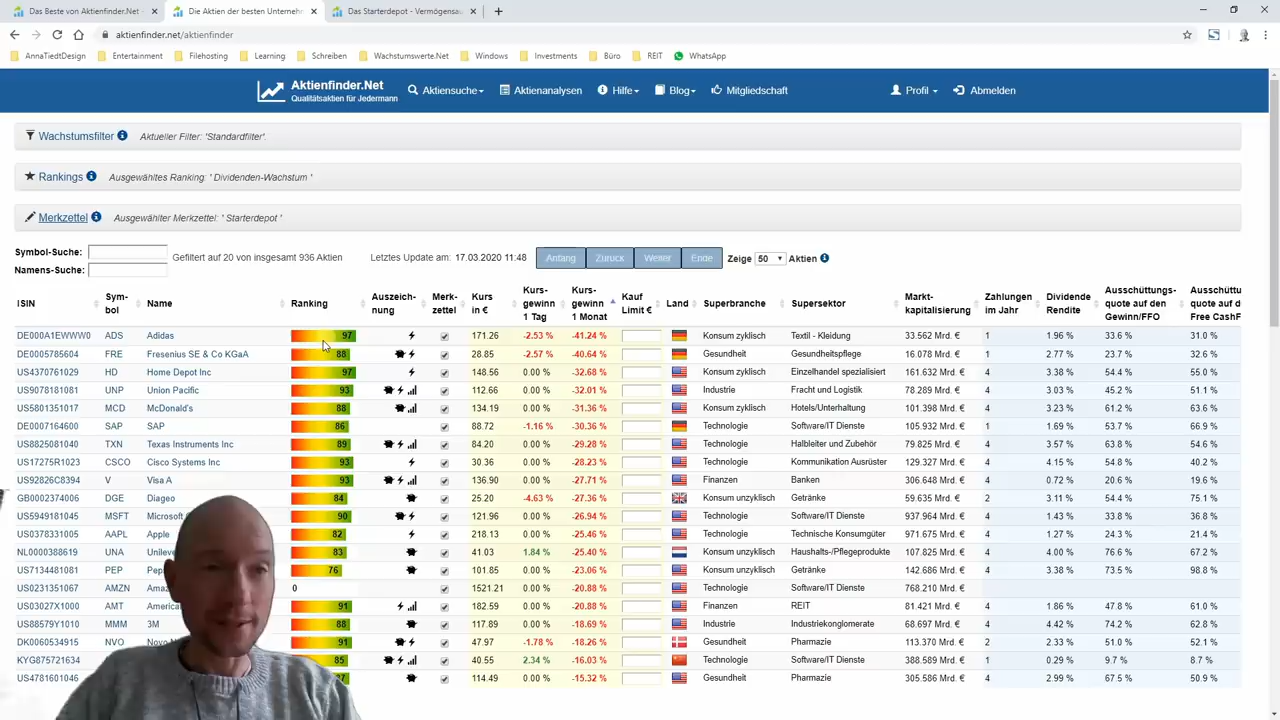 Das Beste von Aktienfinder.Net -
Die Aktien der besten Unternehm
Das Starterdepot - Vermögensau
aktienfinder.net/aktienfinder
AnnaTiedtDesign Entertainment Filehosting Learning Schreiben Wachstumswerte.Net Windows Investments Büro REIT WhatsApp
Aktienfinder.Net
Qualitätsaktien für Jedermann
Aktiensuche Aktienanalysen Hilfe Blog Mitgliedschaft Profil Abmelden
Wachstumsfilter Aktueller Filter: 'Standardfilter'.
Rankings Ausgewähltes Ranking: ' Dividenden-Wachstum '
Merkzettel Ausgewählter Merkzettel: ' Starterdepot '
Symbol-Suche:
Namens-Suche:
Gefiltert auf 20 von insgesamt 936 Aktien Letztes Update am: 17.03.2020 11:48 Anfang Zurück Weiter Ende Zeige 50 Aktien
ISIN Sym-bol Name Ranking Auszeich-nung Merk-zettel Kurs in € Kurs-gewinn 1 Tag Kurs-gewinn 1 Monat Kauf Limit € Land Superbranche Supersektor Markt-kapitalisierung Zahlungen im Jahr Dividende Rendite Ausschüttungs-quote auf den Gewinn/FFO Ausschüttu quote auf d Free CashF
DE000A1EWWW0 ADS Adidas 97 171.26 -2.53 % -41.24 % Konsum zyklisch Textil - Kleidung 33.562 Mrd. € 1 1.96 % 33.6 % 31.0 %
DE0005785604 FRE Fresenius SE & Co KGaA 88 28.85 -2.57 % -40.64 % Gesundheit Gesundheitspflege 16.078 Mrd. € 1 2.77 % 23.7 % 32.6 %
US4370761029 HD Home Depot Inc 97 148.56 0.00 % -32.68 % Konsum zyklisch Einzelhandel spezialisiert 161.632 Mrd. € 4 3.38 % 54.4 % 55.0 %
US9078181081 UNP Union Pacific 93 112.66 0.00 % -32.01 % Industrie Fracht und Logistik 78.289 Mrd. € 4 3.03 % 45.2 % 51.1 %
US5801351017 MCD McDonald's 88 134.19 0.00 % -31.36 % Konsum zyklisch Hotels/Unterhaltung 101.398 Mrd. € 4 3.23 % 61.2 % 63.6 %
DE0007164600 SAP SAP 86 88.72 -1.16 % -30.36 % Technologie Software/IT Dienste 105.932 Mrd. € 1 1.69 % 53.7 % 66.9 %
US8825081040 TXN Texas Instruments Inc 89 84.20 0.00 % -29.28 % Technologie Halbleiter und Zubehör 79.825 Mrd. € 4 3.57 % 63.8 % 54.6 %
US17275R1023 CSCO Cisco Systems Inc 93 30.36 0.00 % -28.23 % Technologie Kommunikation Ausrüster 129.327 Mrd. € 4 4.15 % 54.8 % 40.2 %
US92826C8394 V Visa A 93 136.90 0.00 % -27.71 % Finanzen Banken 306.648 Mrd. € 4 0.72 % 20.6 % 19.6 %
GB0002374006 DGE Diageo 84 25.20 -4.63 % -27.36 % Konsum unzyklisch Getränke 59.635 Mrd. € 2 3.11 % 54.4 % 75.1 %
US5949181045 MSFT Microsoft 90 121.96 0.00 % -26.94 % Technologie Software/IT Dienste 937.964 Mrd. € 4 1.43 % 33.8 % 36.8 %
US0378331005 AAPL Apple 82 218.13 0.00 % -25.46 % Technologie Technische Konsumgüter 971.675 Mrd. € 4 1.27 % 24.3 % 21.4 %
NL0000388619 UNA Unileve 83 41.03 1.84 % -25.40 % Konsum unzyklisch Haushalts-/Pflegeprodukte 107.825 Mrd. € 4 4.00 % 76.6 % 67.2 %
US7134481081 PEP Pep 76 101.85 0.00 % -23.06 % Konsum unzyklisch Getränke 142.686 Mrd. € 4 3.38 % 73.5 % 98.8 %
US0231351067 AMZN Amaz 0 1521.21 0.00 % -20.88 % Technologie Software/IT Dienste 768.210 Mrd. €
US03027X1000 AMT America 91 182.59 0.00 % -20.88 % Finanzen REIT 81.421 Mrd. € 4 1.86 % 47.8 % 61.0 %
US88579Y1010 MMM 3M 88 117.89 0.00 % -18.69 % Industrie Industriekonglomerate 68.697 Mrd. € 4 4.42 % 74.2 % 62.8 %
DK0060534915 NVO Novo N 91 47.97 -1.78 % -18.26 % Gesundheit Pharmazie 113.370 Mrd. € 2 2.33 % 51.0 % 52.1 %
KYG875721634 85 40.55 2.34 % -16.03 % Technologie Software/IT Dienste 388.589 Mrd. € 1 0.29 % 9.7 % 8.7 %
US4781601046 114.49 0.00 % -15.32 % Gesundheit Pharmazie 305.586 Mrd. € 4 2.99 % 67.5 % 50.9 %